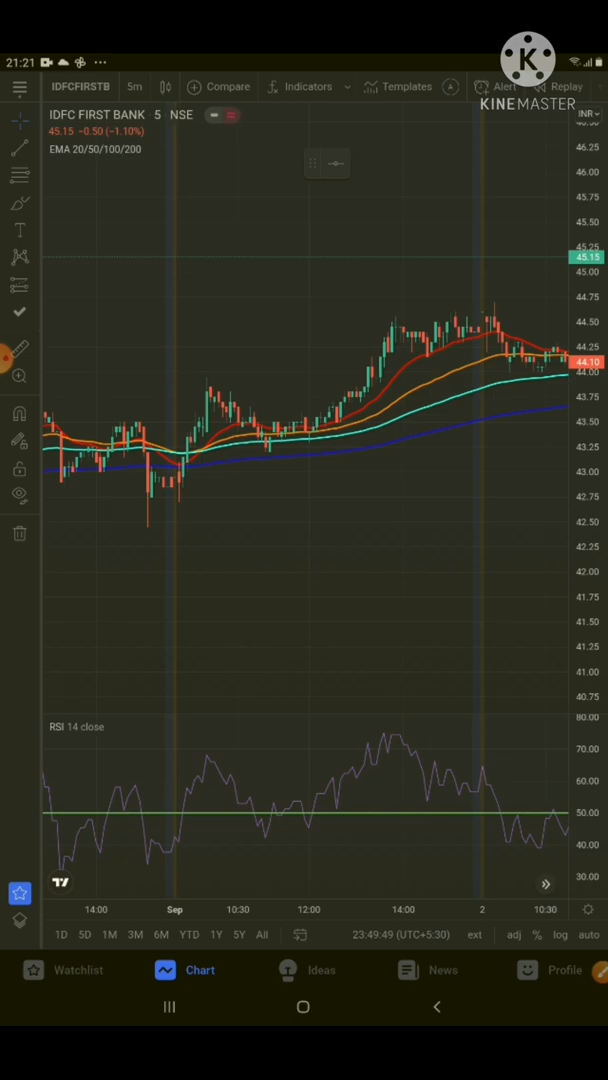 21:21
K
KINEMASTER
IDFCFIRSTB 5m Compare Indicators Templates Alert Replay
IDFC FIRST BANK 5 NSE
INR
45.15 −0.50 (−1.10%)
EMA 20/50/100/200
46.25
46.00
45.75
45.50
45.25
45.15
45.00
44.75
44.50
44.25
44.10
44.00
43.75
43.50
43.25
43.00
42.75
42.50
42.25
42.00
41.75
41.50
41.25
41.00
40.75
80.00
RSI 14 close
70.00
60.00
50.00
40.00
30.00
14:00 Sep 10:30 12:00 14:00 2 10:30
1D 5D 1M 3M 6M YTD 1Y 5Y All 23:49:49 (UTC+5:30) ext adj % log auto
Watchlist Chart Ideas News Profile